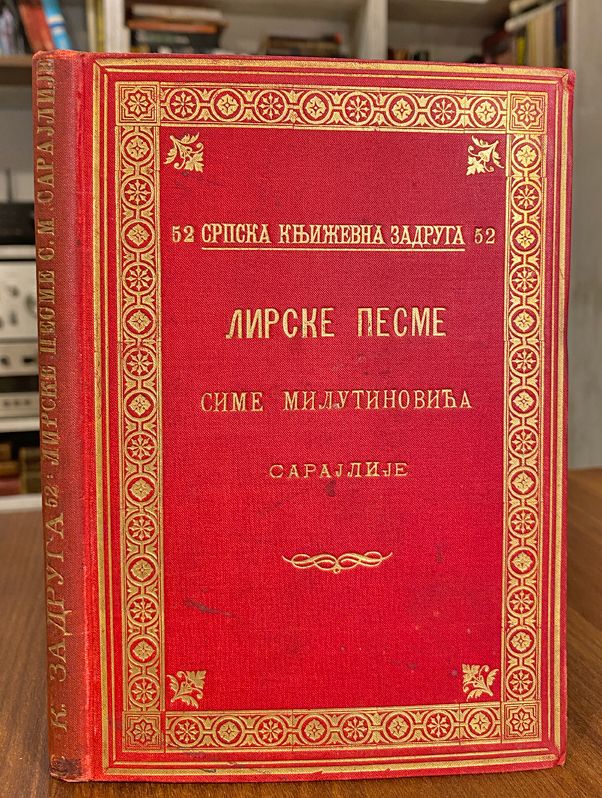 52 СРПСКА КЊИЖЕВНА ЗАДРУГА 52
ЛИРСКЕ ПЕСМЕ
СИМЕ МИЛУТИНОВИЋА
САРАЈЛИЈЕ
К. ЗАДРУГА 52: ЛИРСКЕ ПЕСМЕ С. М. САРАЈЛИЈЕ